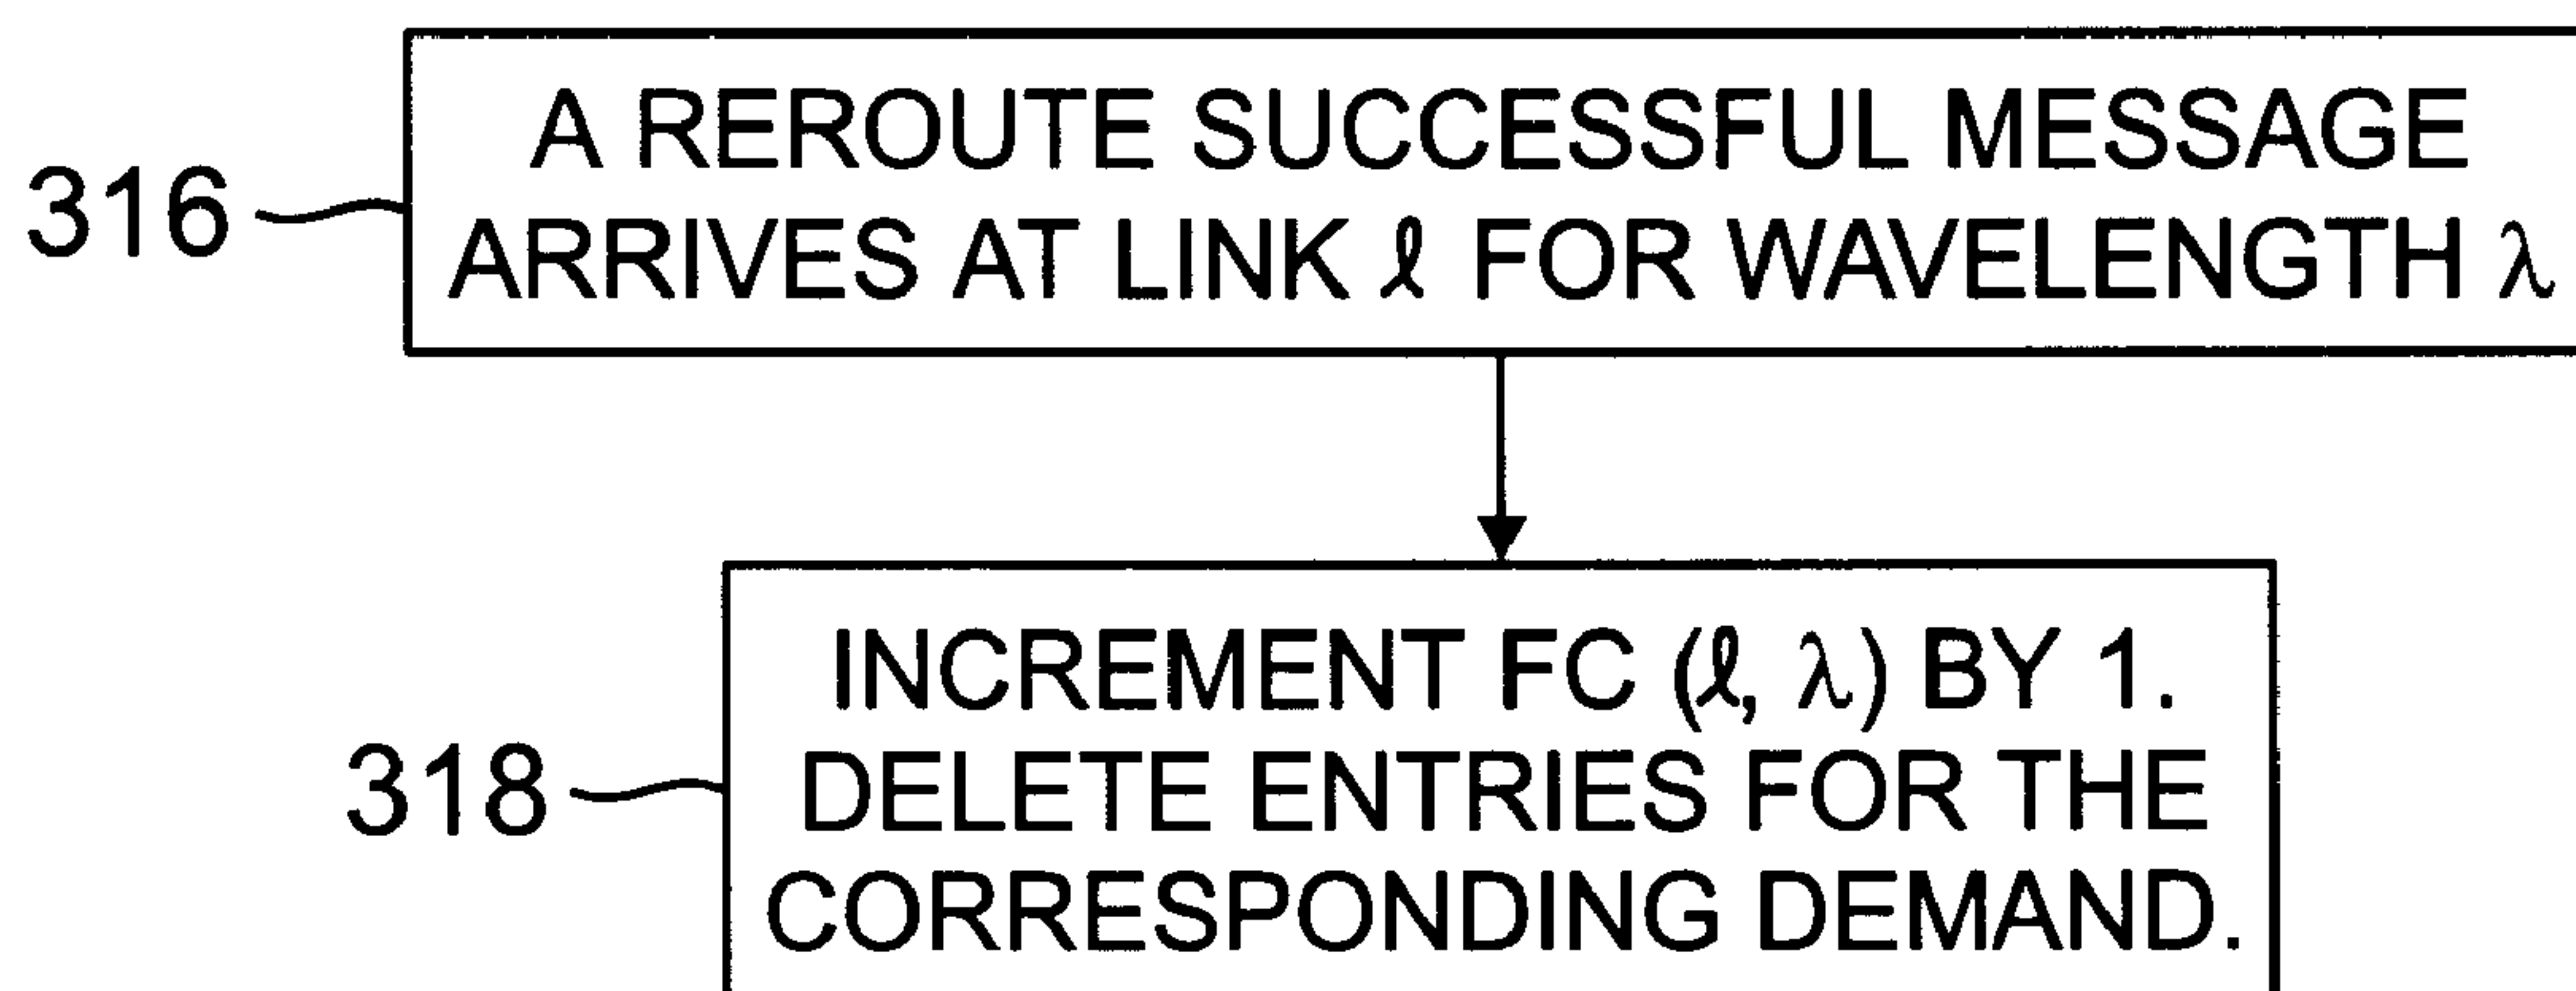 316
A REROUTE SUCCESSFUL MESSAGE
ARRIVES AT LINK ℓ FOR WAVELENGTH λ
318
INCREMENT FC (ℓ, λ) BY 1.
DELETE ENTRIES FOR THE
CORRESPONDING DEMAND.